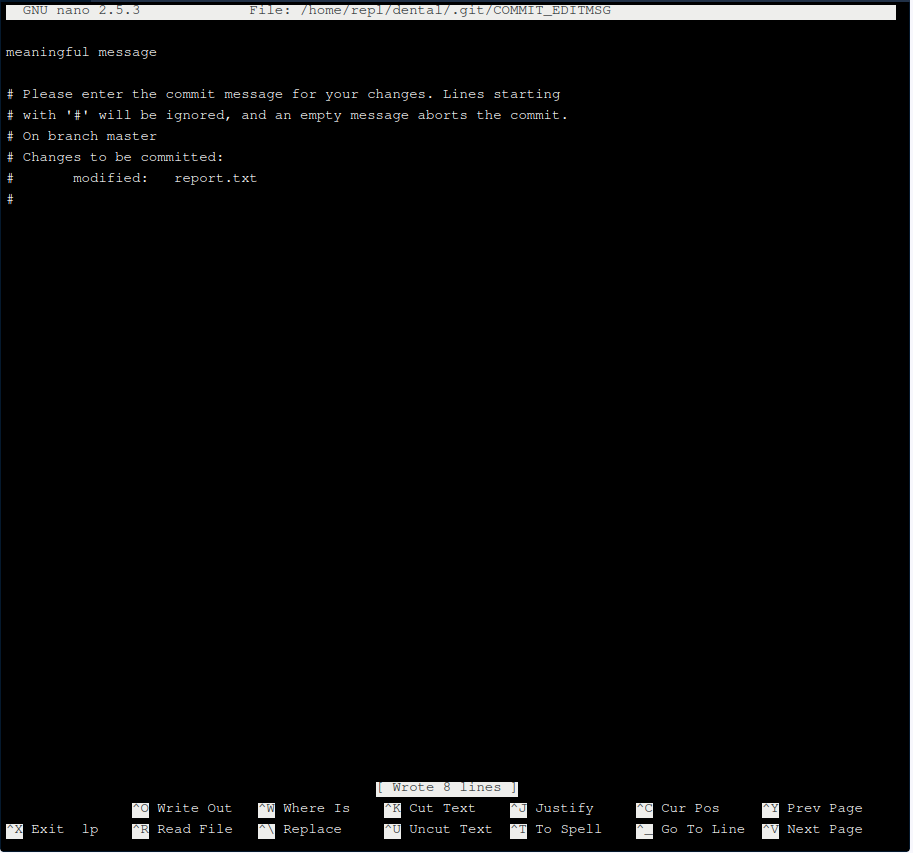 GNU nano 2.5.3 File: /home/repl/dental/.git/COMMIT_EDITMSG
meaningful message
# Please enter the commit message for your changes. Lines starting
# with '#' will be ignored, and an empty message aborts the commit.
# On branch master
# Changes to be committed:
# modified: report.txt
#
[ Wrote 8 lines ]
^O Write Out ^W Where Is ^K Cut Text ^J Justify ^C Cur Pos ^Y Prev Page
^X Exit lp ^R Read File ^\ Replace ^U Uncut Text ^T To Spell ^_ Go To Line ^V Next Page